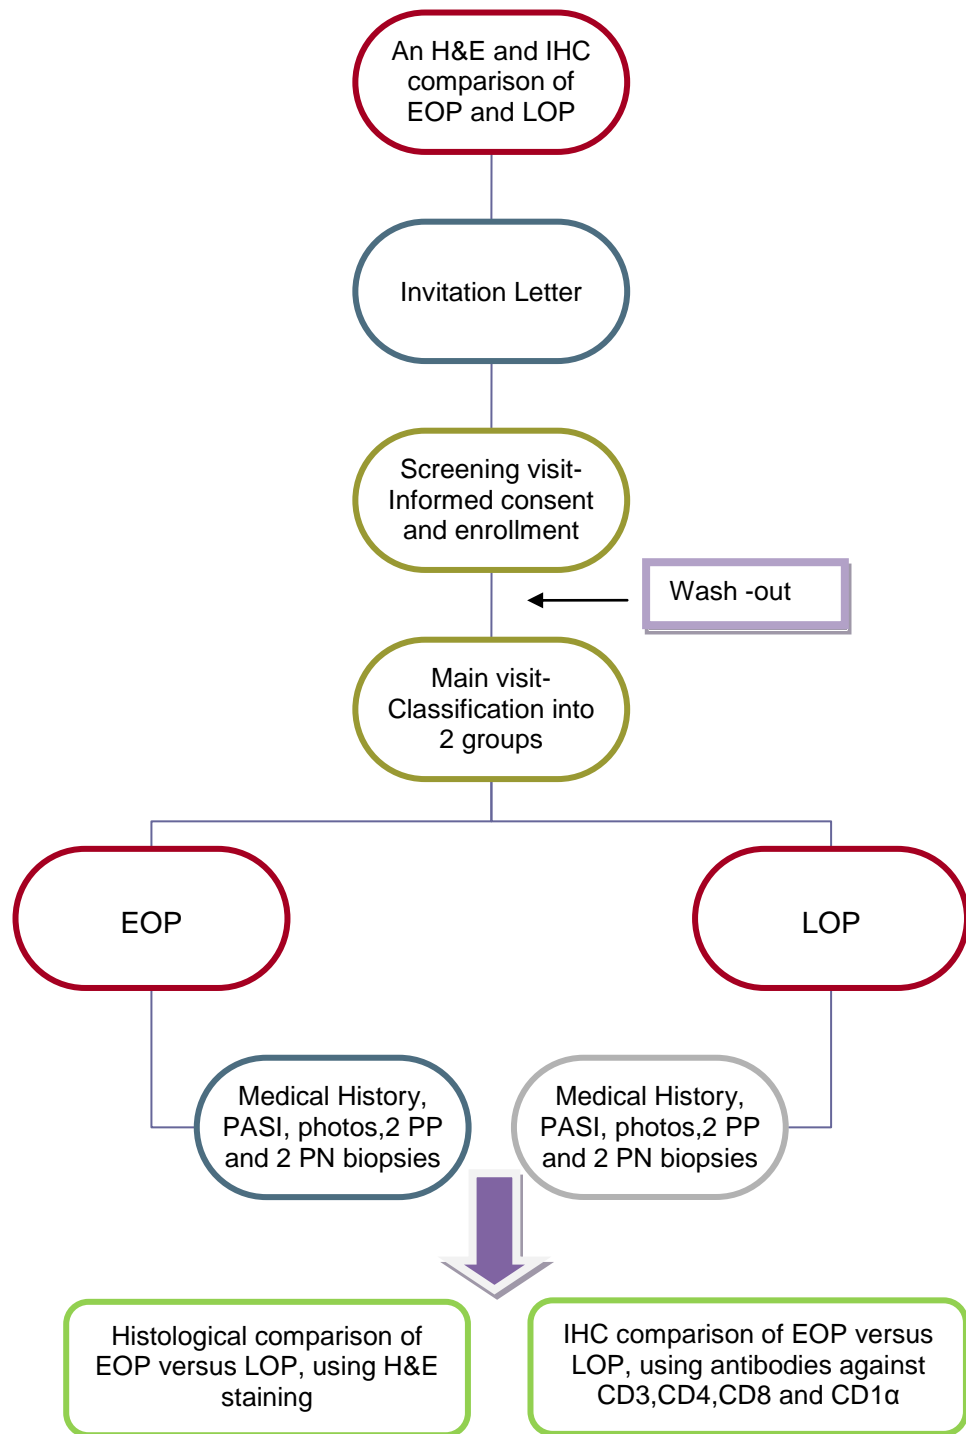 An H&E and IHC
comparison of
EOP and LOP
Invitation Letter
Screening visit-
Informed consent
and enrollment
Wash -out
Main visit-
Classification into
2 groups
EOP
LOP
Medical History,
PASI, photos,2 PP
and 2 PN biopsies
Medical History,
PASI, photos,2 PP
and 2 PN biopsies
Histological comparison of
EOP versus LOP, using H&E
staining
IHC comparison of EOP versus
LOP, using antibodies against
CD3,CD4,CD8 and CD1α